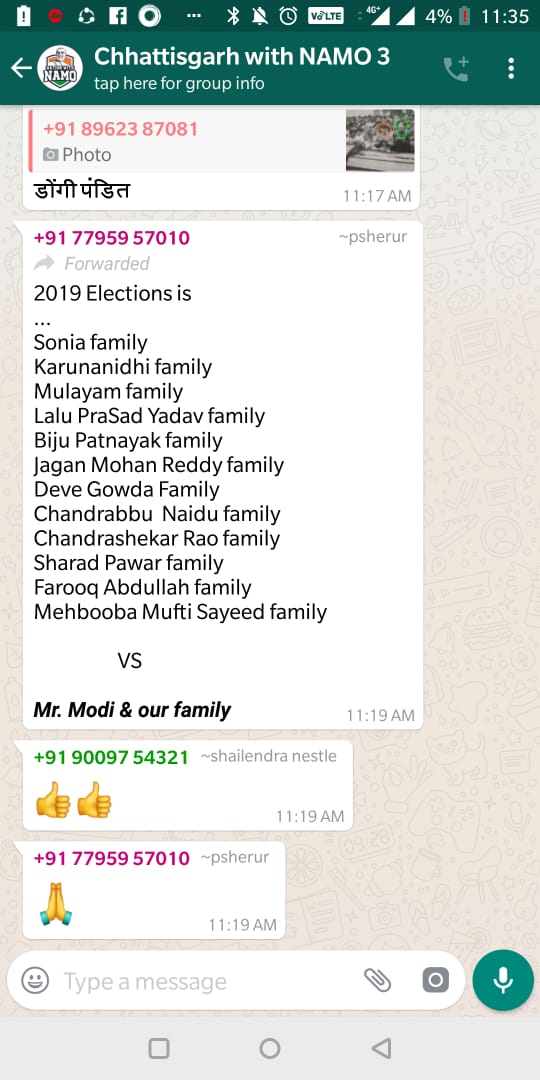 VoLTE 4G+ 4% 11:35
NAMO
Chhattisgarh with NAMO 3
tap here for group info
+91 89623 87081
Photo
डोंगी पंडित
11:17 AM
+91 77959 57010 ~psherur
Forwarded
2019 Elections is
...
Sonia family
Karunanidhi family
Mulayam family
Lalu PraSad Yadav family
Biju Patnayak family
Jagan Mohan Reddy family
Deve Gowda Family
Chandrabbu Naidu family
Chandrashekar Rao family
Sharad Pawar family
Farooq Abdullah family
Mehbooba Mufti Sayeed family
VS
Mr. Modi & our family
11:19 AM
+91 90097 54321 ~shailendra nestle
👍👍
11:19 AM
+91 77959 57010 ~psherur
🙏
11:19 AM
Type a message